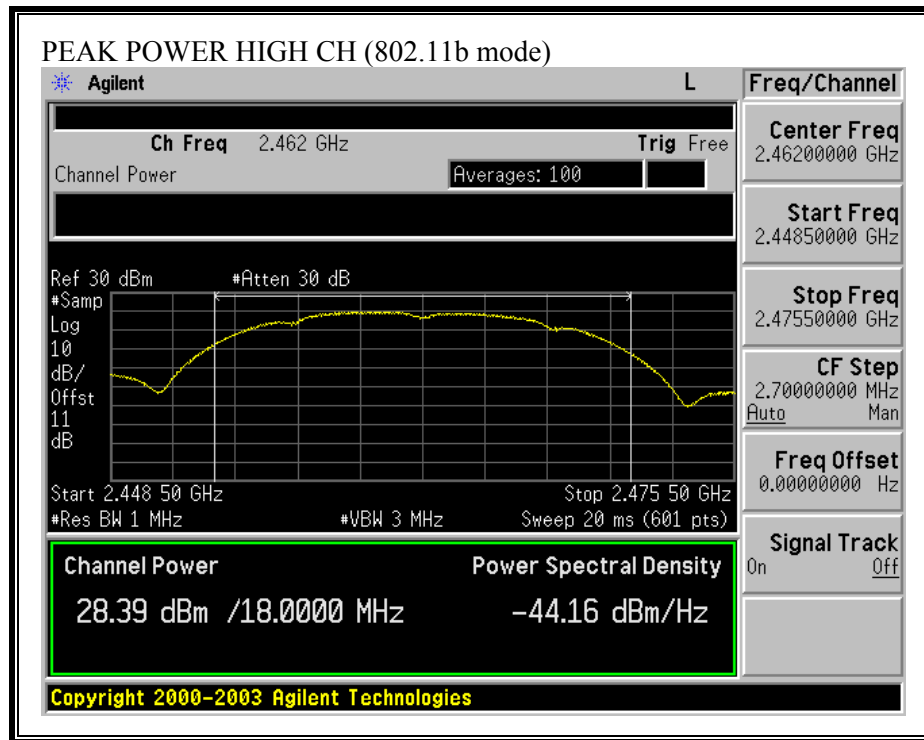 PEAK POWER HIGH CH (802.11b mode)
Agilent L Freq/Channel
Ch Freq 2.462 GHz Trig Free
Channel Power Averages: 100
Center Freq
2.46200000 GHz
Start Freq
2.44850000 GHz
Stop Freq
2.47550000 GHz
CF Step
2.70000000 MHz
Auto Man
Freq Offset
0.00000000 Hz
Signal Track
On Off
Ref 30 dBm #Atten 30 dB
#Samp
Log
10
dB/
Offst
11
dB
Start 2.448 50 GHz Stop 2.475 50 GHz
#Res BW 1 MHz #VBW 3 MHz Sweep 20 ms (601 pts)
Channel Power Power Spectral Density
28.39 dBm /18.0000 MHz -44.16 dBm/Hz
Copyright 2000-2003 Agilent Technologies